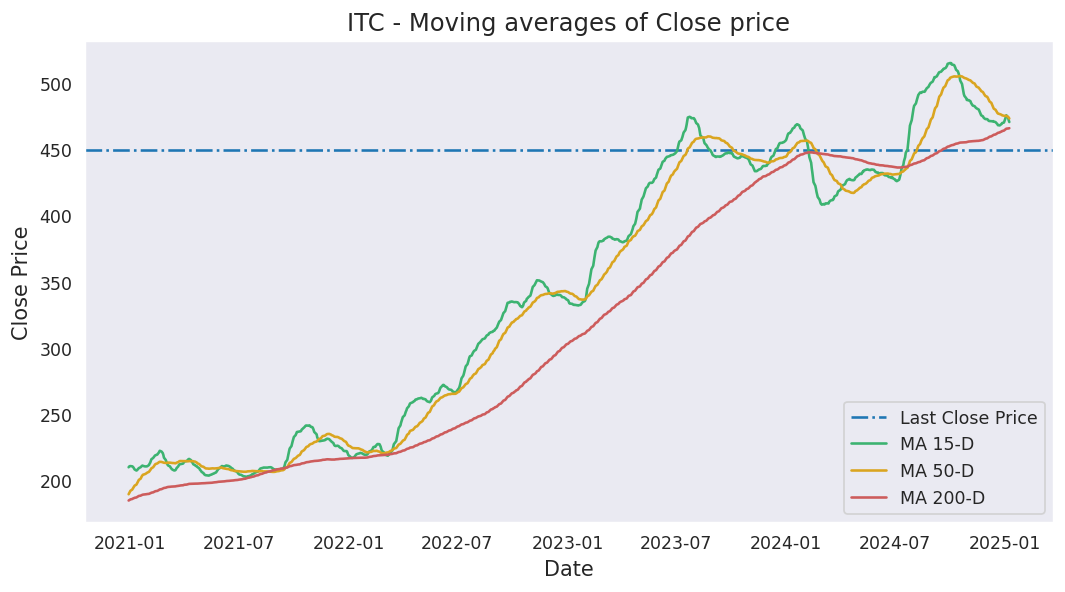 ITC - Moving averages of Close price
Close Price
500
450
400
350
300
250
200
2021-01 2021-07 2022-01 2022-07 2023-01 2023-07 2024-01 2024-07 2025-01
Date
Last Close Price
MA 15-D
MA 50-D
MA 200-D